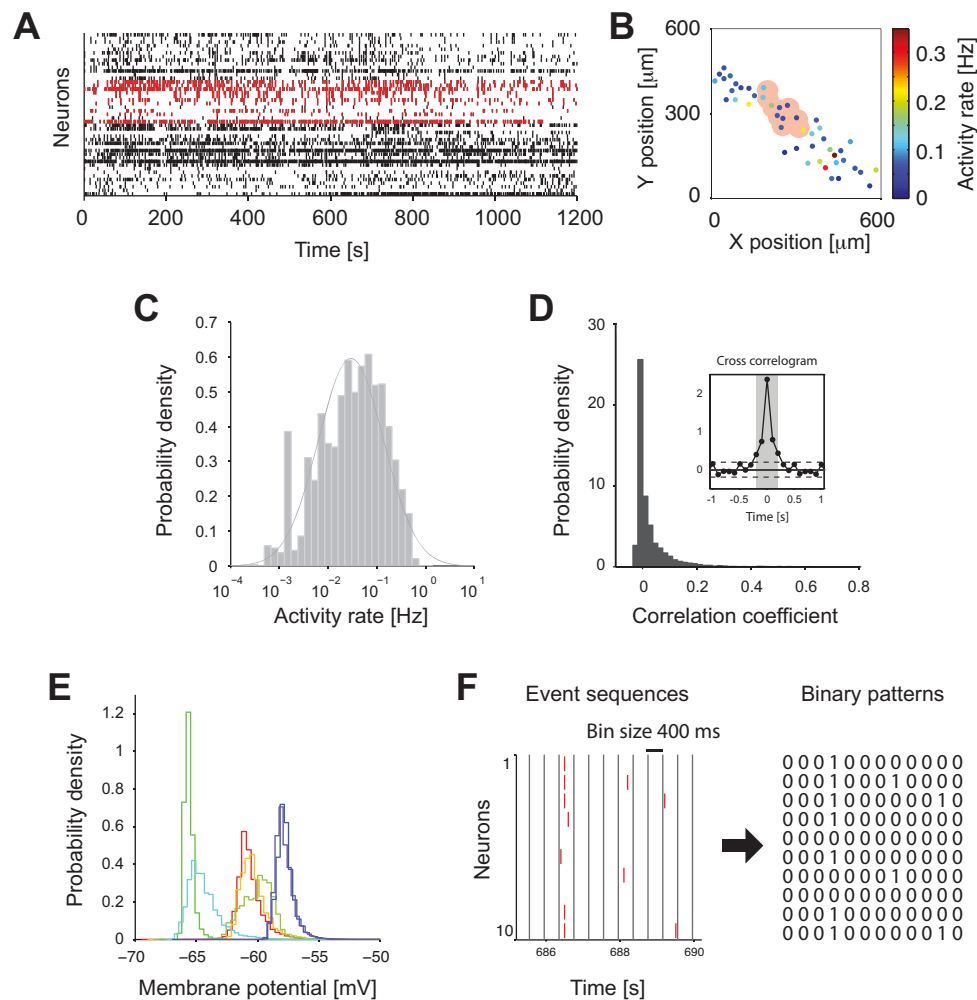 A
Neurons
0 200 400 600 800 1000 1200
Time [s]
B
600
300
0
Y position [µm]
0 600
X position [µm]
0.3
0.2
0.1
0
Activity rate [Hz]
C
0.7
0.6
0.5
0.4
0.3
0.2
0.1
0
Probability density
10⁻⁴ 10⁻³ 10⁻² 10⁻¹ 10⁰ 10¹
Activity rate [Hz]
D
30
20
10
0
Probability density
0 0.2 0.4 0.6 0.8
Correlation coefficient
Cross correlogram
2
1
0
-1 -0.5 0 0.5 1
Time [s]
E
1.2
1
0.8
0.6
0.4
0.2
0
Probability density
−70 −65 −60 −55 −50
Membrane potential [mV]
F
Event sequences
Bin size 400 ms
1
10
Neurons
686 688 690
Time [s]
Binary patterns
0 0 0 1 0 0 0 0 0 0 0 0
0 0 0 1 0 0 0 0 1 0 0 0
0 0 0 1 0 0 0 0 0 0 1 0
0 0 0 1 0 0 0 0 0 0 0 0
0 0 0 0 0 0 0 0 0 0 0 0
0 0 0 1 0 0 0 0 0 0 0 0
0 0 0 0 0 0 0 0 1 0 0 0
0 0 0 0 0 0 0 0 0 0 0 0
0 0 0 1 0 0 0 0 0 0 0 0
0 0 0 1 0 0 0 0 0 0 1 0